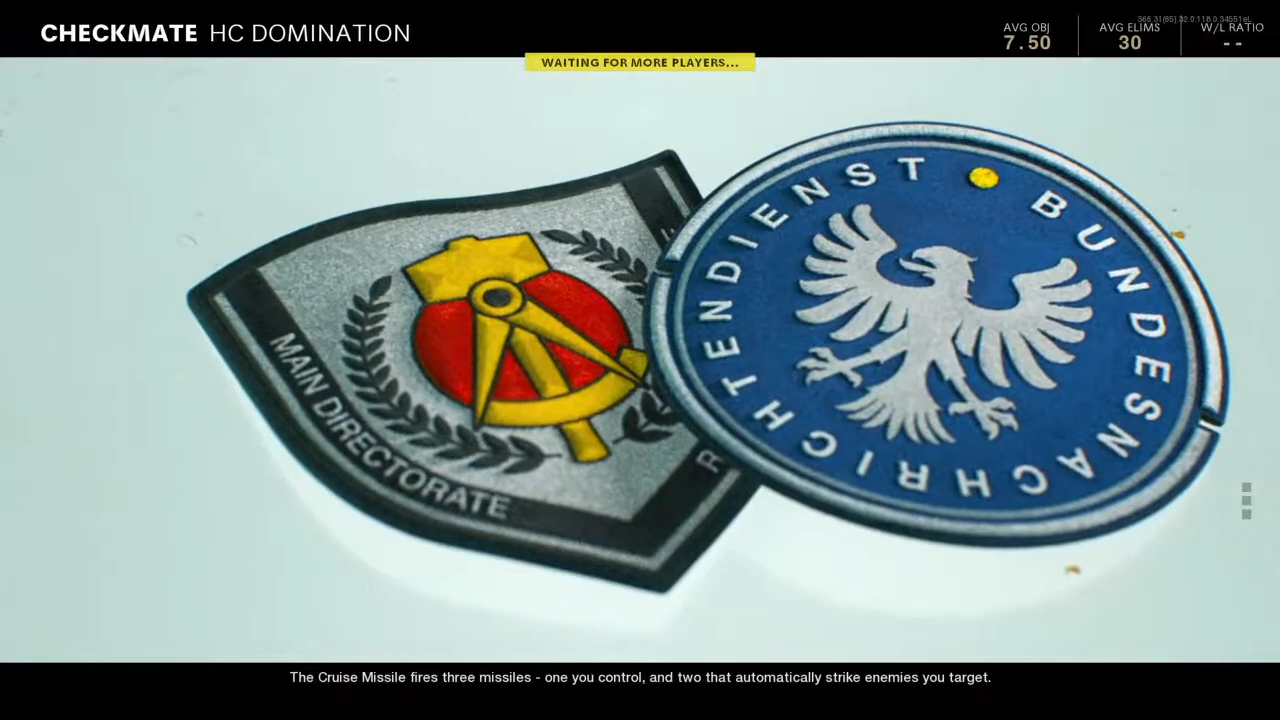 CHECKMATE HC DOMINATION
AVG OBJ
7.50
AVG ELIMS
30
W/L RATIO
--
WAITING FOR MORE PLAYERS...
MAIN DIRECTORATE
R
BUNDESNACHRICHTENDIENST
The Cruise Missile fires three missiles - one you control, and two that automatically strike enemies you target.